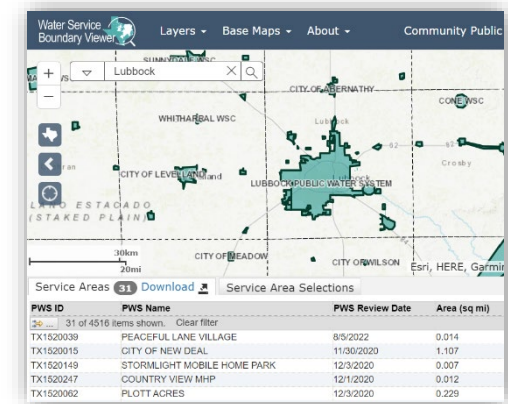 Water Service
Boundary Viewer
Layers
Base Maps
About
Community Public
Lubbock
CITY OF ABERNATHY
CONE WSC
WHITHARRAL WSC
Lubbock
62
Crosby
CITY OF LEVELLAND
LUBBOCK PUBLIC WATER SYSTEM
LLANO ESTACADO
(STAKED PLAIN)
84
30km
20mi
CITY OF MEADOW
CITY OF WILSON
Esri, HERE, Garmin
Service Areas 31 Download Service Area Selections
PWS ID PWS Name PWS Review Date Area (sq mi)
... 31 of 4516 items shown. Clear filter
TX1520039 PEACEFUL LANE VILLAGE 8/5/2022 0.014
TX1520015 CITY OF NEW DEAL 11/30/2020 1.107
TX1520149 STORMLIGHT MOBILE HOME PARK 12/3/2020 0.007
TX1520247 COUNTRY VIEW MHP 12/1/2020 0.012
TX1520062 PLOTT ACRES 12/3/2020 0.229